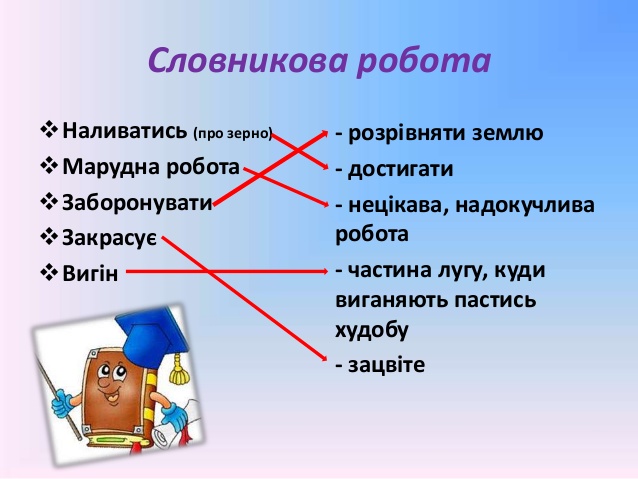 Словникова робота
❖Наливатись (про зерно)
❖Марудна робота
❖Заборонувати
❖Закрасує
❖Вигін
- розрівняти землю
- достигати
- нецікава, надокучлива
робота
- частина лугу, куди
виганяють пастись
худобу
- зацвіте